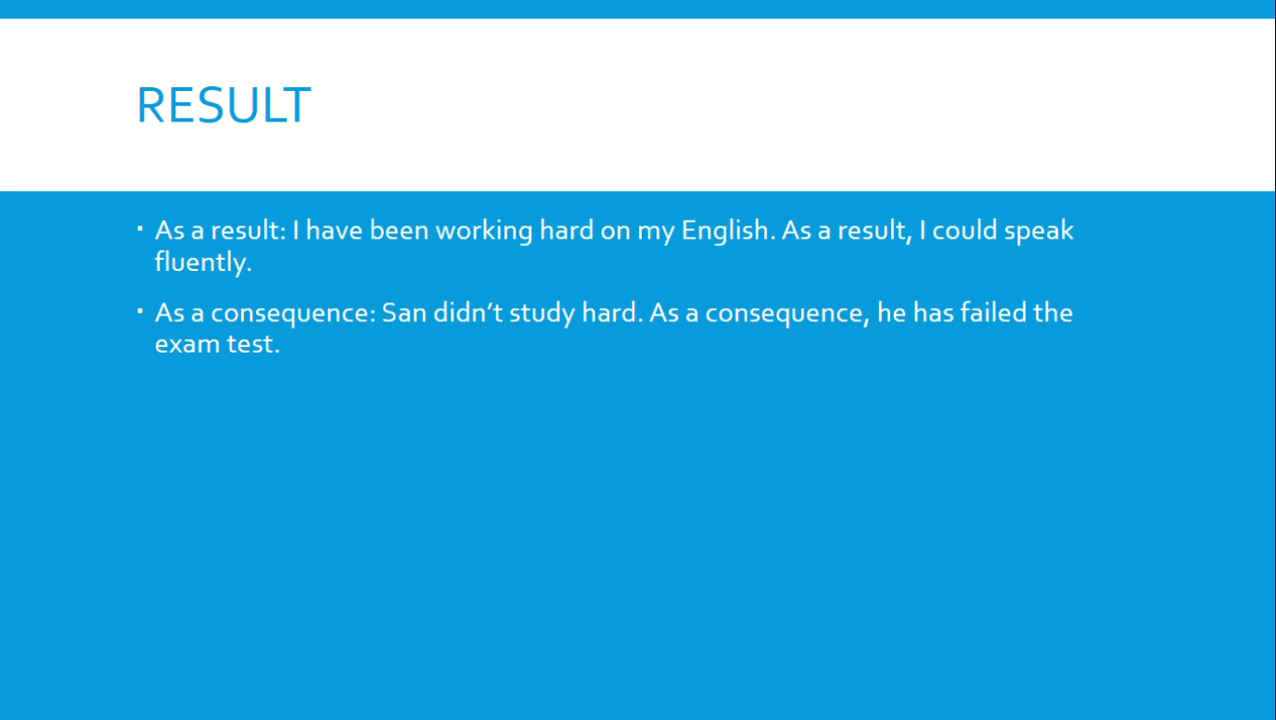 RESULT
▪ As a result: I have been working hard on my English. As a result, I could speak
fluently.
▪ As a consequence: San didn’t study hard. As a consequence, he has failed the
exam test.